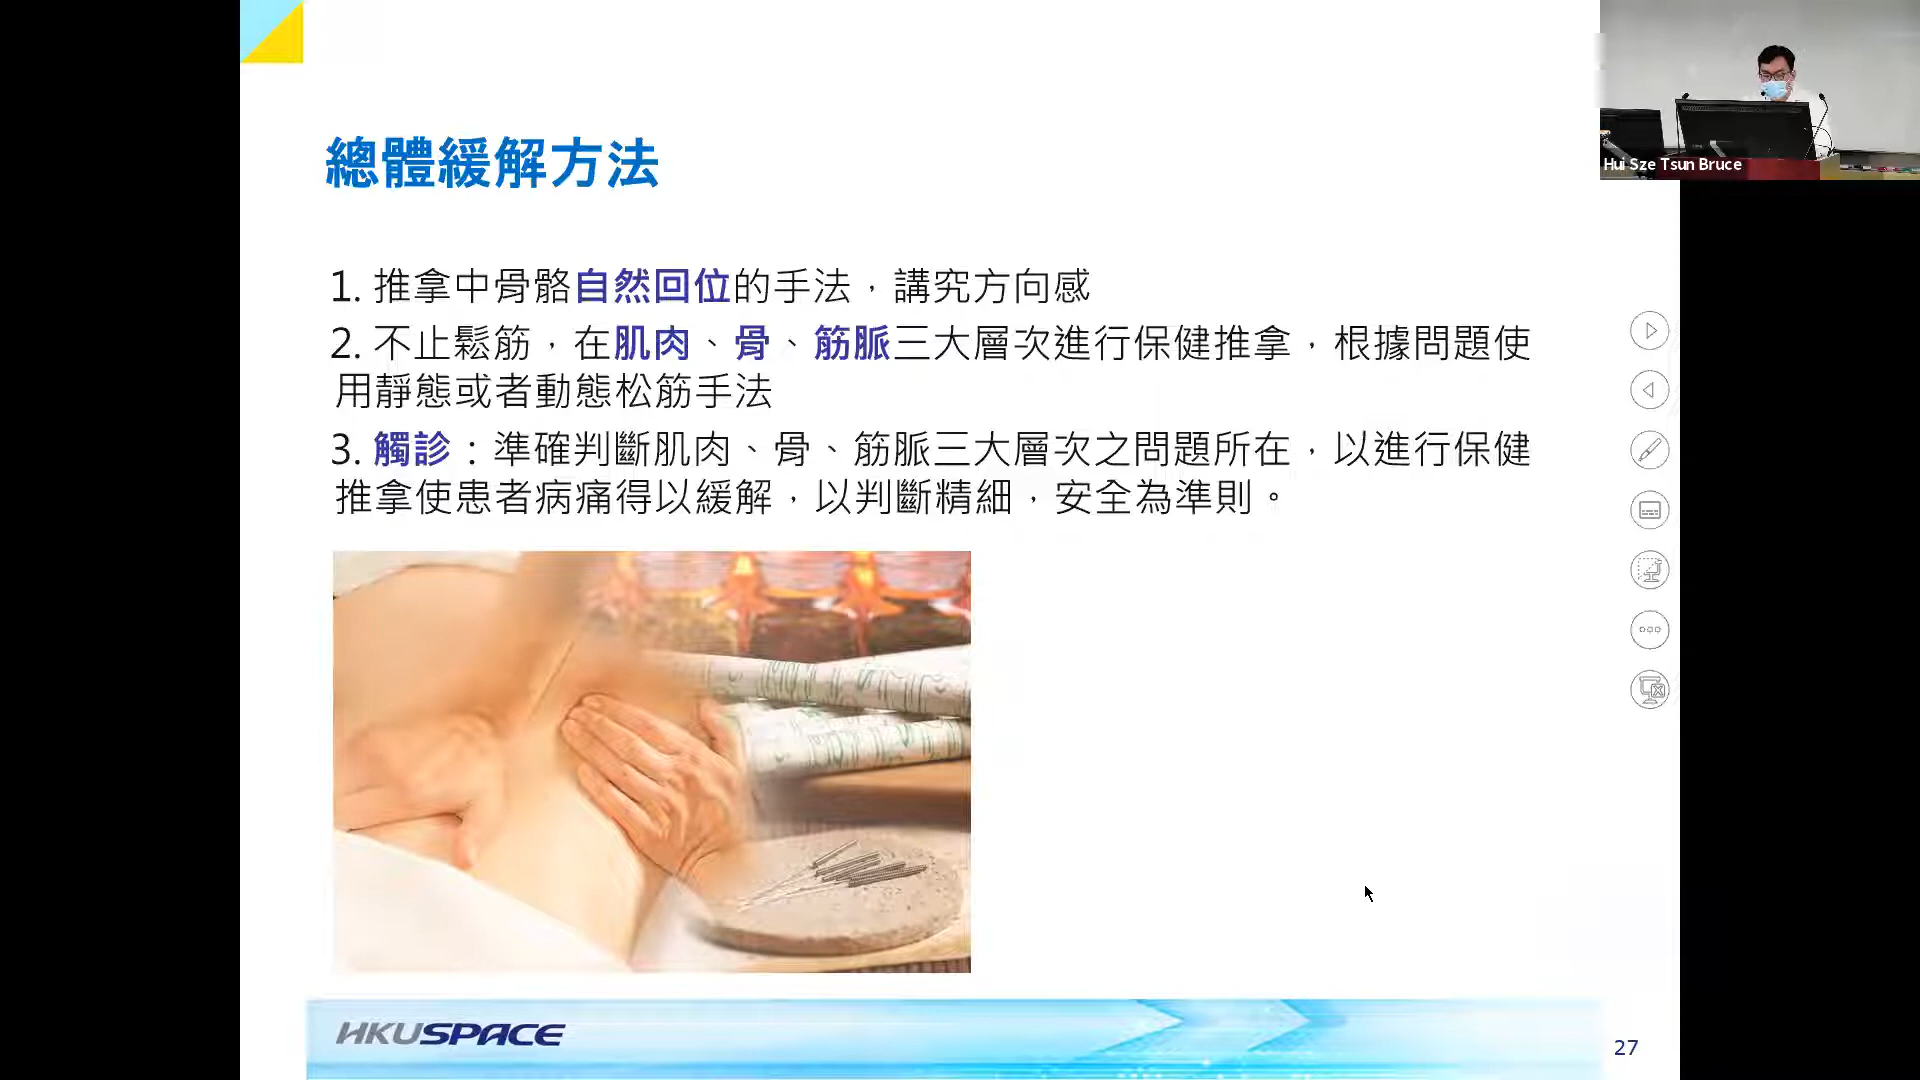 總體緩解方法
1. 推拿中骨骼自然回位的手法，講究方向感
2. 不止鬆筋，在肌肉、骨、筋脈三大層次進行保健推拿，根據問題使
用靜態或者動態松筋手法
3. 觸診：準確判斷肌肉、骨、筋脈三大層次之問題所在，以進行保健
推拿使患者病痛得以緩解，以判斷精細，安全為準則。
Hui Sze Tsun Bruce
HKUSPACE
27